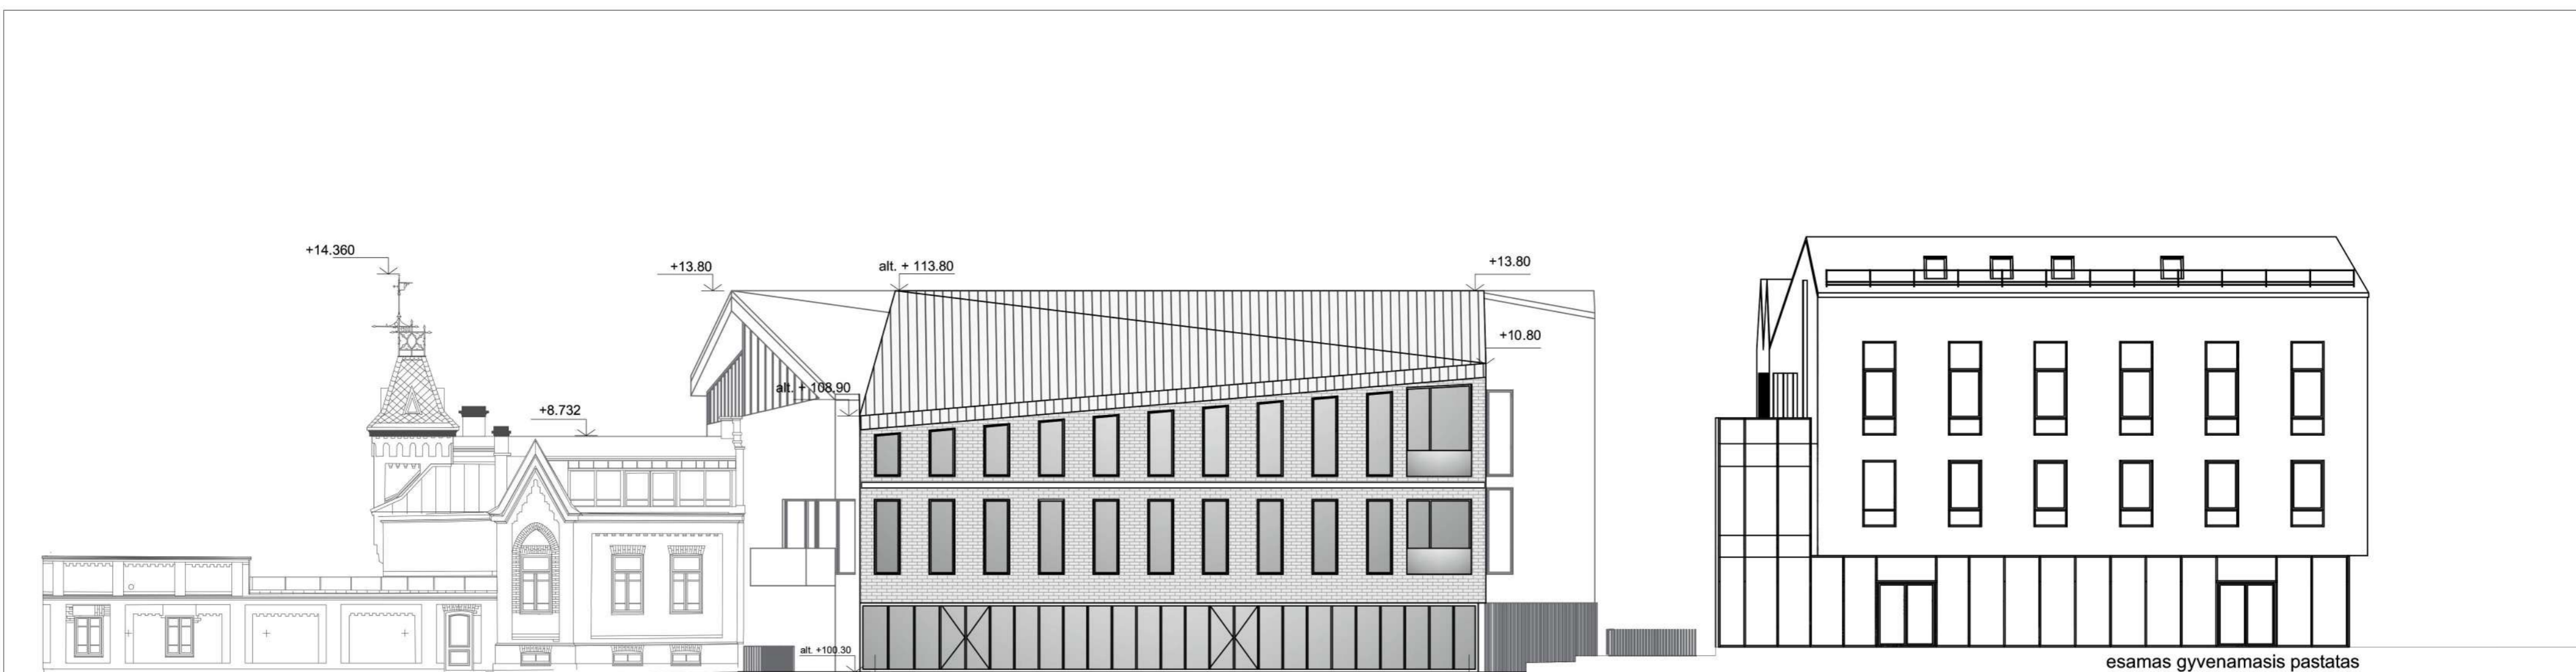 +14.360
+13.80
alt. + 113.80
+13.80
+10.80
alt. + 108.90
+8.732
alt. +100.30
esamas gyvenamasis pastatas